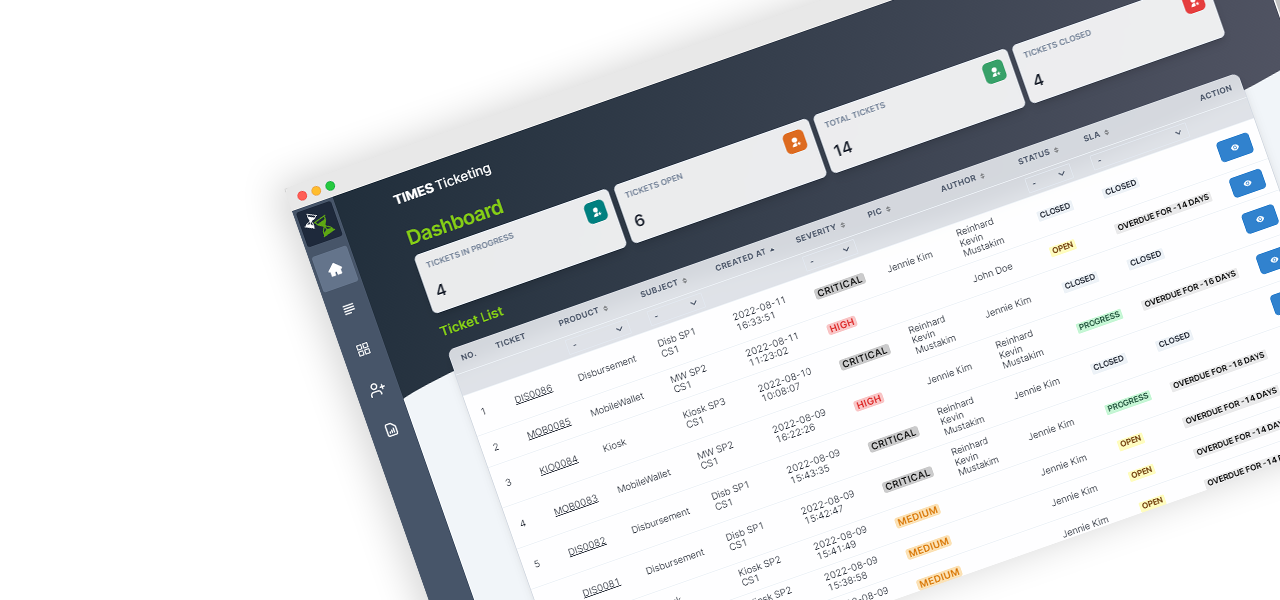 TIMES Ticketing
Dashboard
TICKETS IN PROGRESS
4
TICKETS OPEN
6
TOTAL TICKETS
14
TICKETS CLOSED
4
Ticket List
NO. TICKET PRODUCT SUBJECT CREATED AT SEVERITY PIC AUTHOR STATUS SLA ACTION
- - - - -
1 DIS0086 Disbursement Disb SP1 CS1 2022-08-11 16:33:51 CRITICAL Jennie Kim Reinhard Kevin Mustakim CLOSED CLOSED
2 MOB0085 MobileWallet MW SP2 CS1 2022-08-11 11:23:02 HIGH John Doe OPEN OVERDUE FOR -14 DAYS
3 KIO0084 Kiosk Kiosk SP3 CS1 2022-08-10 10:08:07 CRITICAL Reinhard Kevin Mustakim Jennie Kim CLOSED CLOSED
4 MOB0083 MobileWallet MW SP2 CS1 2022-08-09 16:22:26 HIGH Jennie Kim Reinhard Kevin Mustakim PROGRESS OVERDUE FOR -16 DAYS
5 DIS0082 Disbursement Disb SP1 CS1 2022-08-09 15:43:35 CRITICAL Reinhard Kevin Mustakim Jennie Kim CLOSED CLOSED
DIS0081 Disbursement Disb SP1 CS1 2022-08-09 15:42:47 CRITICAL Reinhard Kevin Mustakim Jennie Kim PROGRESS OVERDUE FOR -18 DAYS
Kiosk SP2 CS1 2022-08-09 15:41:49 MEDIUM Jennie Kim OPEN OVERDUE FOR -14 DAYS
SP2 CS1 2022-08-09 15:38:58 MEDIUM Jennie Kim OPEN OVERDUE FOR -14 DAYS
MEDIUM Jennie Kim OPEN OVERDUE FOR -14